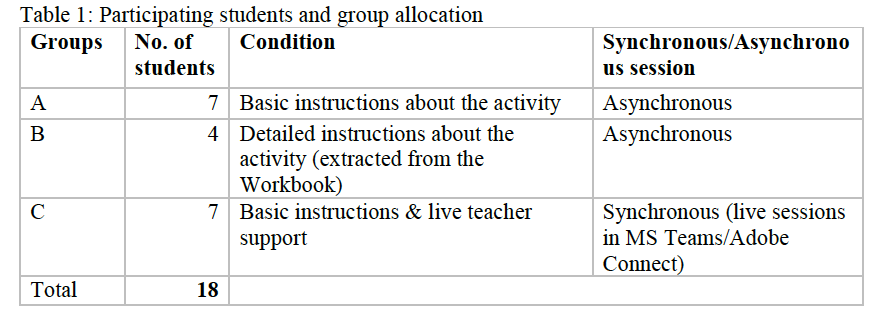 Table 1: Participating students and group allocation
Groups No. of students Condition Synchronous/Asynchrono us session
A 7 Basic instructions about the activity Asynchronous
B 4 Detailed instructions about the activity (extracted from the Workbook) Asynchronous
C 7 Basic instructions & live teacher support Synchronous (live sessions in MS Teams/Adobe Connect)
Total 18